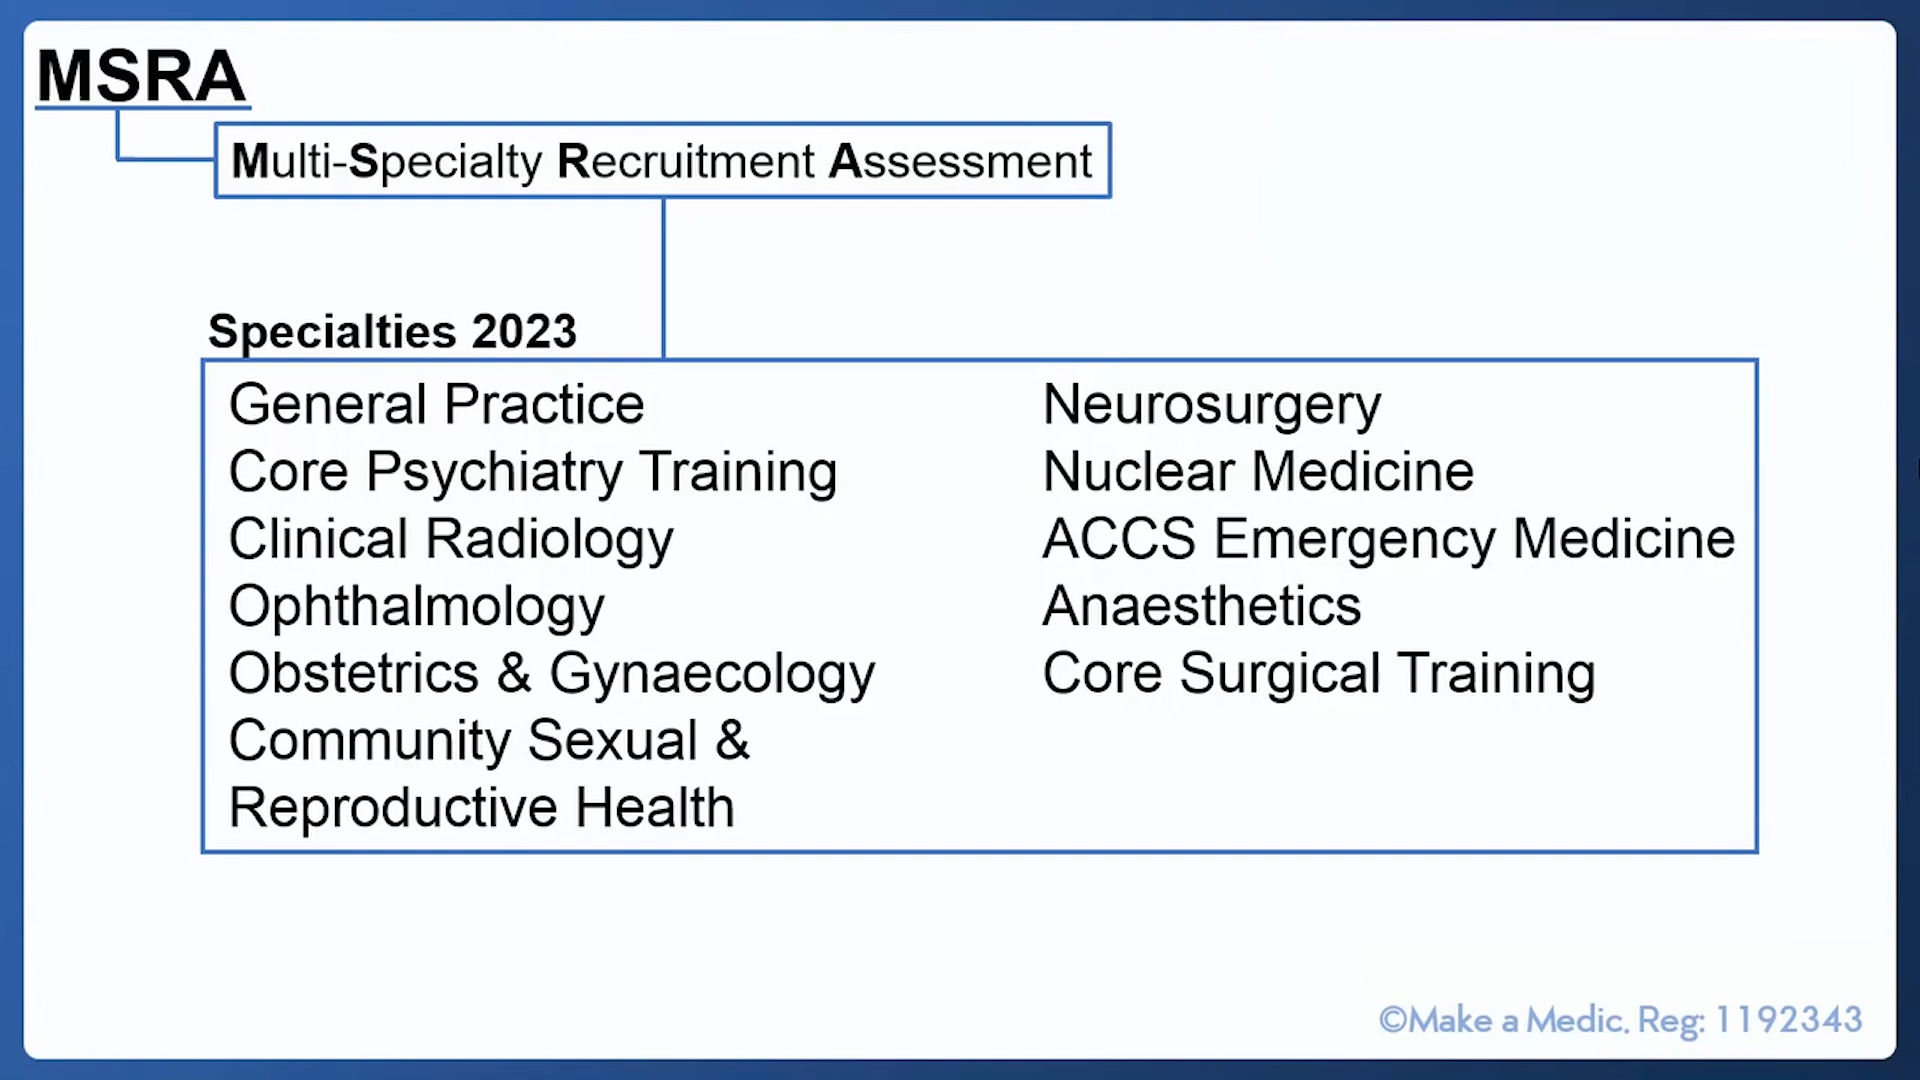 MSRA
Multi-Specialty Recruitment Assessment
Specialties 2023
General Practice
Core Psychiatry Training
Clinical Radiology
Ophthalmology
Obstetrics & Gynaecology
Community Sexual &
Reproductive Health
Neurosurgery
Nuclear Medicine
ACCS Emergency Medicine
Anaesthetics
Core Surgical Training
©Make a Medic. Reg: 1192343